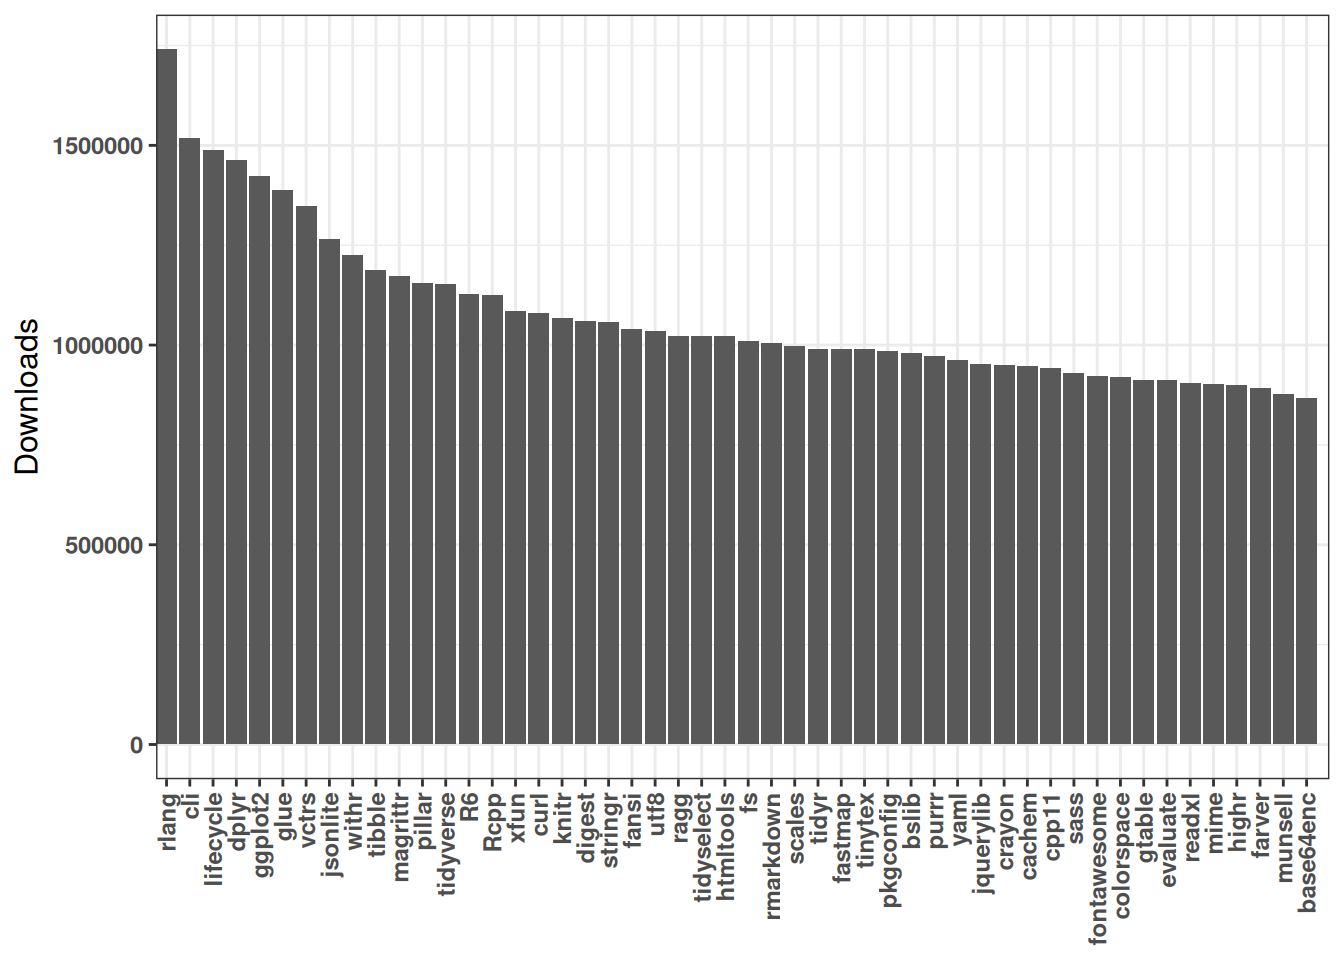 Downloads
1500000
1000000
500000
0
rlang
cli
lifecycle
dplyr
ggplot2
glue
vctrs
jsonlite
withr
tibble
magrittr
pillar
tidyverse
R6
Rcpp
xfun
curl
knitr
digest
stringr
fansi
utf8
ragg
tidyselect
htmltools
fs
rmarkdown
scales
tidyr
fastmap
tinytex
pkgconfig
bslib
purrr
yaml
jquerylib
crayon
cachem
cpp11
sass
fontawesome
colorspace
gtable
evaluate
readxl
mime
highr
farver
munsell
base64enc